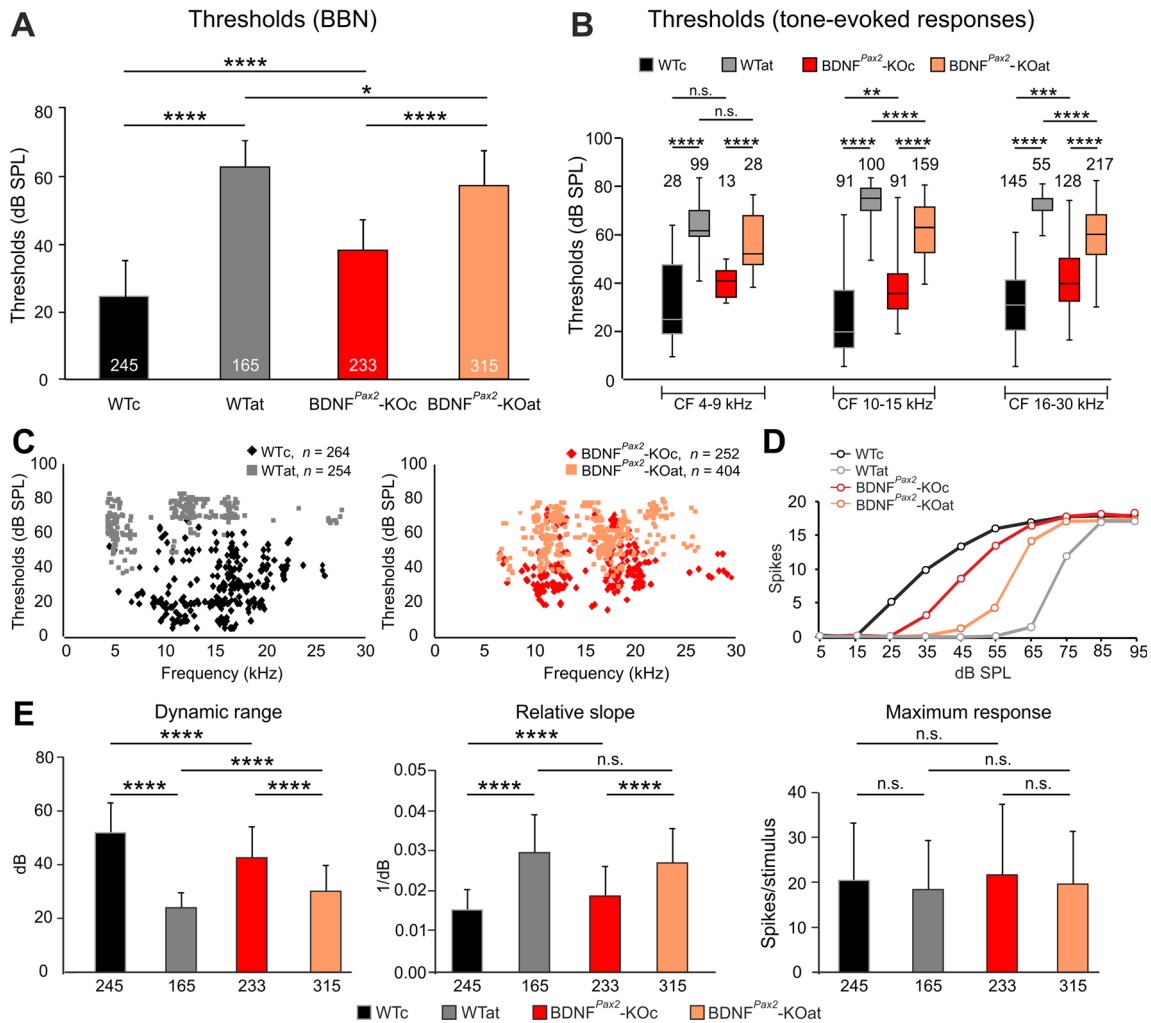 A
Thresholds (BBN)
****
*
****
****
Thresholds (dB SPL)
80
60
40
20
0
245
165
233
315
WTc
WTat
BDNFPax2-KOc
BDNFPax2-KOat
B
Thresholds (tone-evoked responses)
WTc
WTat
BDNFPax2-KOc
BDNFPax2-KOat
n.s.
n.s.
****
****
**
****
****
****
***
****
****
****
28
99
13
28
91
100
91
159
145
55
128
217
Thresholds (dB SPL)
100
80
60
40
20
0
CF 4-9 kHz
CF 10-15 kHz
CF 16-30 kHz
C
WTc, n = 264
WTat, n = 254
Thresholds (dB SPL)
100
80
60
40
20
0
0
5
10
15
20
25
30
Frequency (kHz)
BDNFPax2-KOc, n = 252
BDNFPax2-KOat, n = 404
Thresholds (dB SPL)
100
80
60
40
20
0
0
5
10
15
20
25
30
Frequency (kHz)
D
WTc
WTat
BDNFPax2-KOc
BDNFPax2-KOat
Spikes
20
15
10
5
0
5
15
25
35
45
55
65
75
85
95
dB SPL
E
Dynamic range
****
****
****
****
dB
80
60
40
20
0
245
165
233
315
Relative slope
****
n.s.
****
****
1/dB
0.05
0.04
0.03
0.02
0.01
0.00
245
165
233
315
Maximum response
n.s.
n.s.
n.s.
n.s.
Spikes/stimulus
40
30
20
10
0
245
165
233
315
WTc
WTat
BDNFPax2-KOc
BDNFPax2-KOat